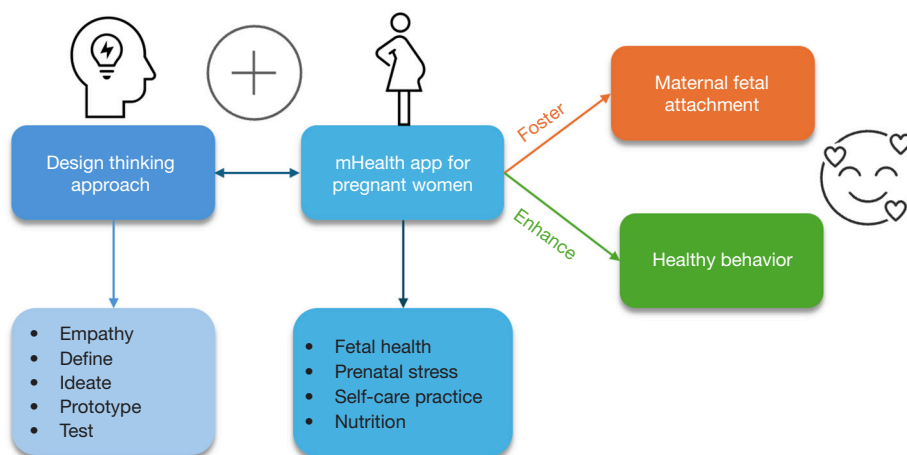 Design thinking
approach
mHealth app for
pregnant women
Foster
Maternal fetal
attachment
Enhance
Healthy behavior
• Empathy
• Define
• Ideate
• Prototype
• Test
• Fetal health
• Prenatal stress
• Self-care practice
• Nutrition